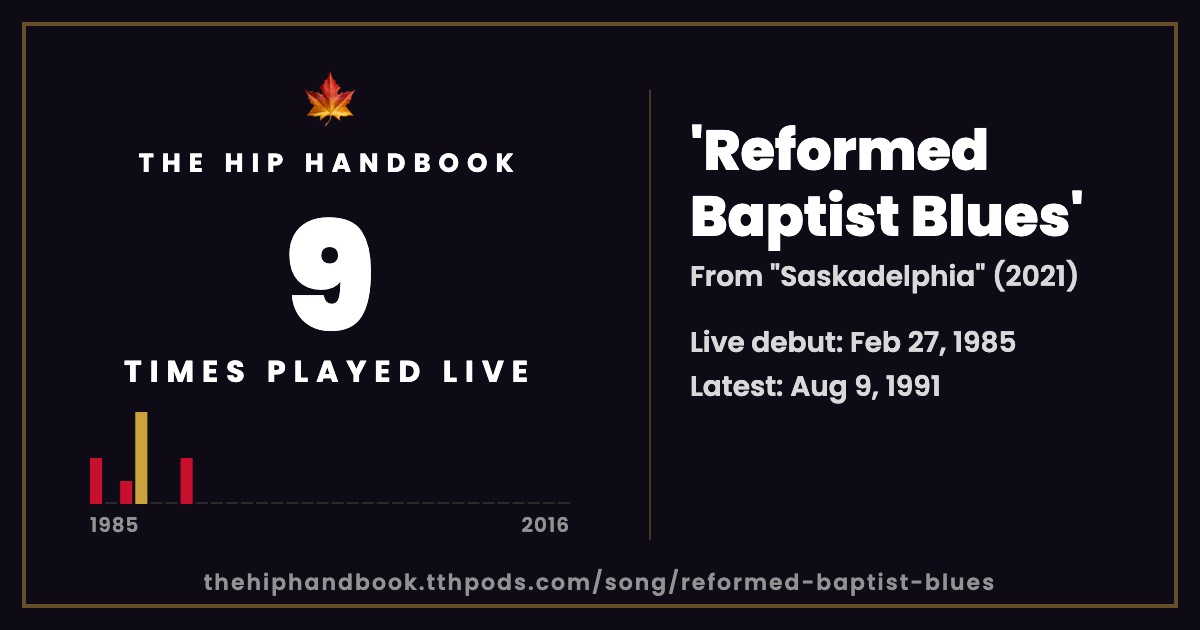 THE HIP HANDBOOK
9
TIMES PLAYED LIVE
1985
2016
'Reformed
Baptist Blues'
From "Saskadelphia" (2021)
Live debut: Feb 27, 1985
Latest: Aug 9, 1991
thehiphandbook.tthpods.com/song/reformed-baptist-blues